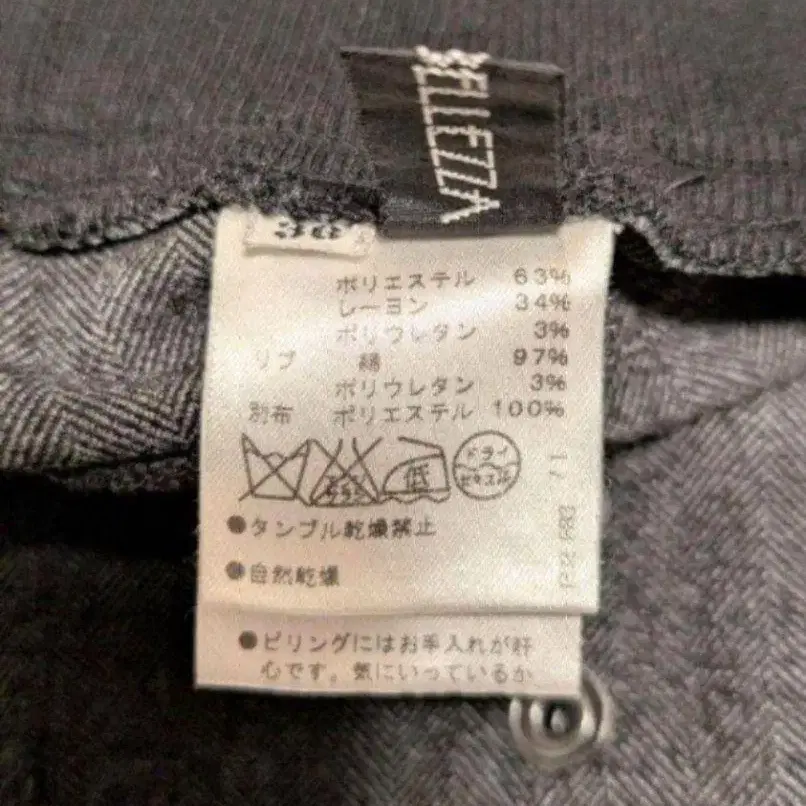 BELLEZZA
ポリエステル 63%
レーヨン 34%
ポリウレタン 3%
リブ 綿 97%
ポリウレタン 3%
別布 ポリエステル 100%
低 ドライ
●タンブル乾燥禁止
●自然乾燥
●ピリングにはお手入れが肝
心です。気にいっているか